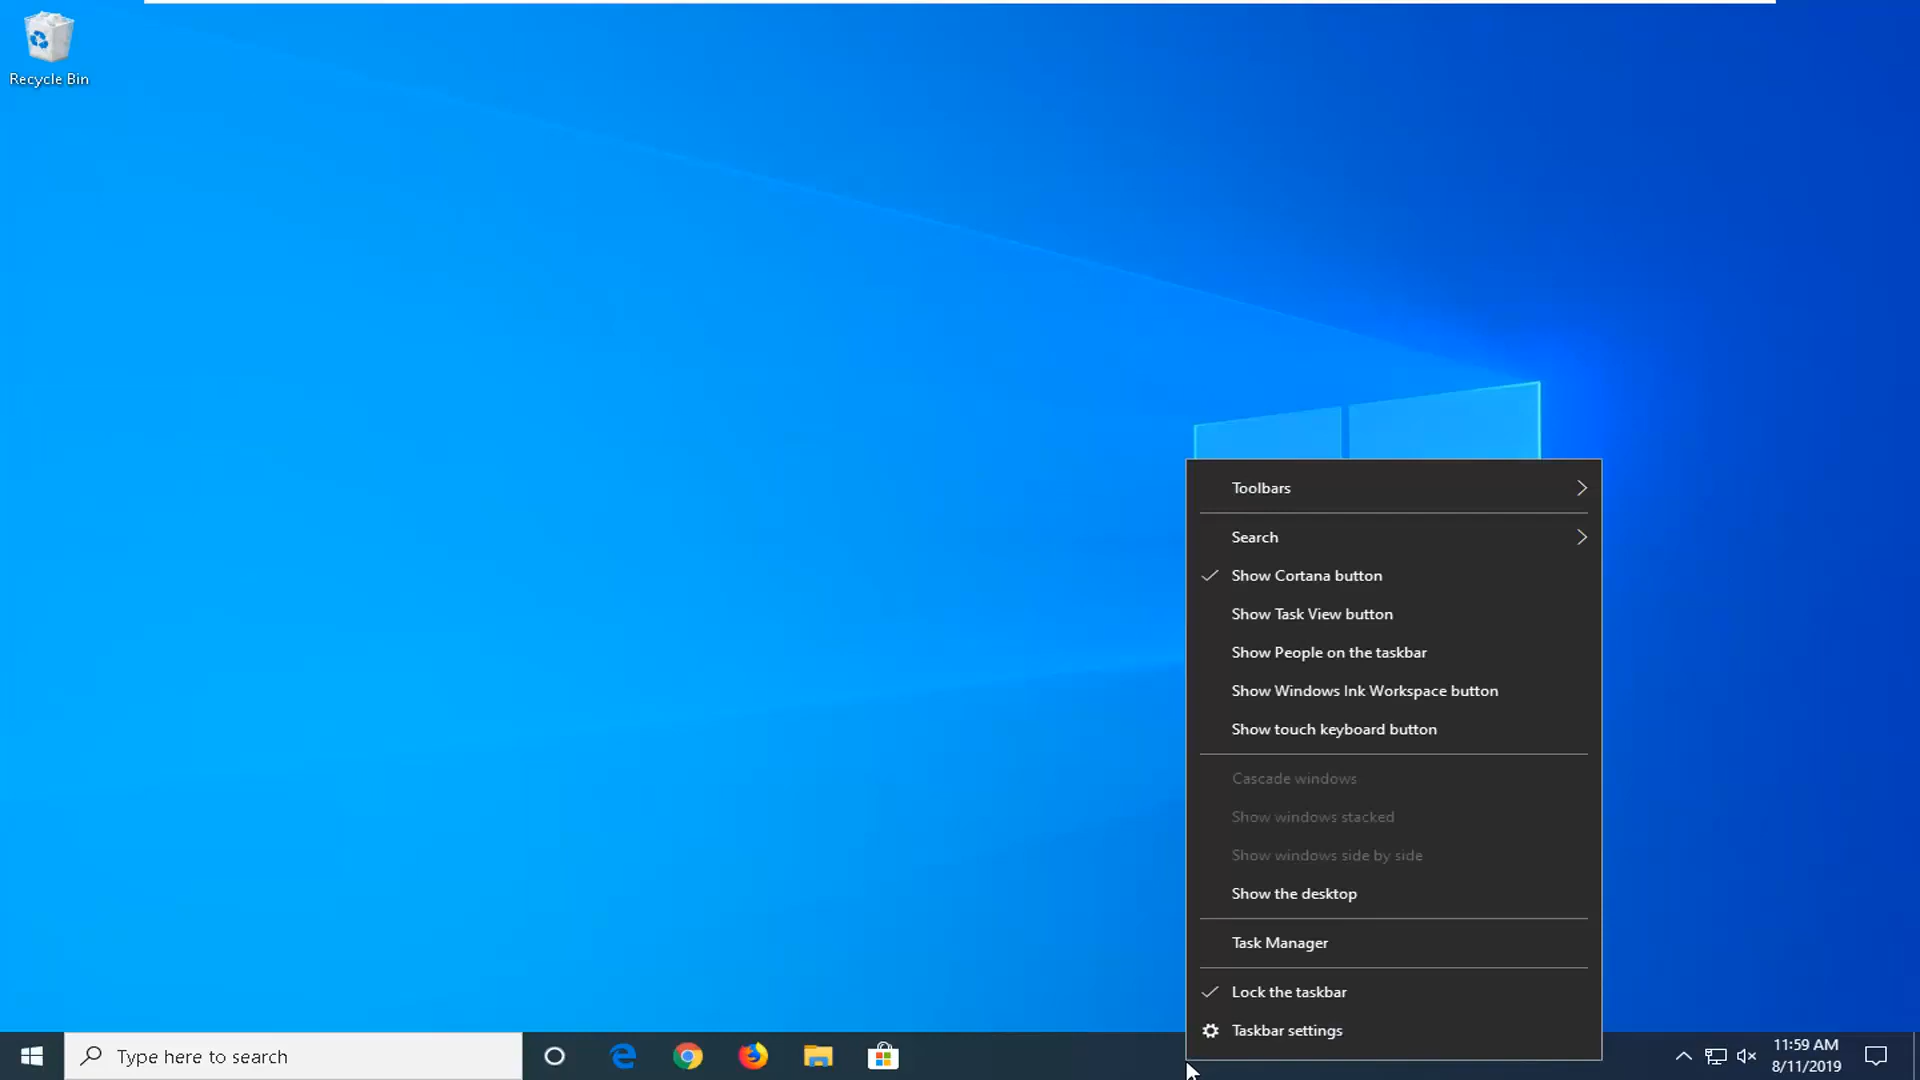 Recycle Bin
Toolbars
Search
Show Cortana button
Show Task View button
Show People on the taskbar
Show Windows Ink Workspace button
Show touch keyboard button
Cascade windows
Show windows stacked
Show windows side by side
Show the desktop
Task Manager
Lock the taskbar
Taskbar settings
Type here to search
11:59 AM
8/11/2019